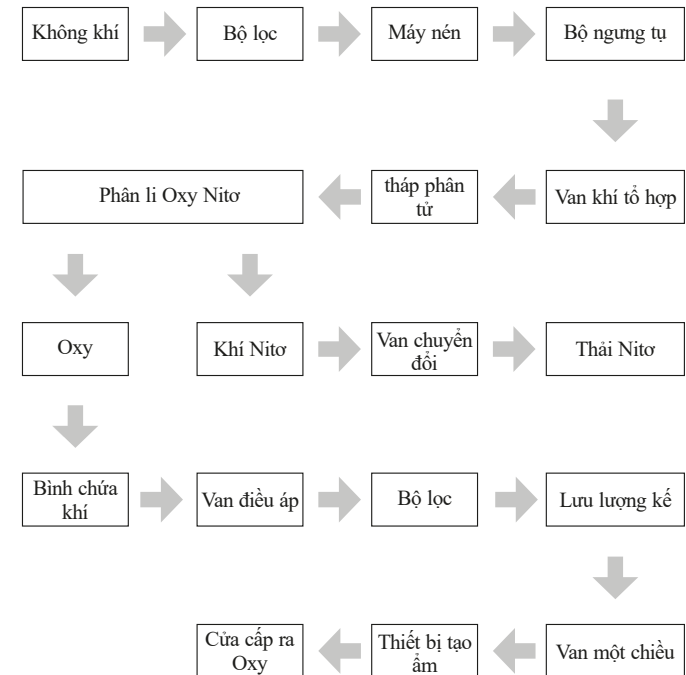 Không khí
Bộ lọc
Máy nén
Bộ ngưng tụ
Phân li Oxy Nitơ
tháp phân
tử
Van khí tổ hợp
Oxy
Khí Nitơ
Van chuyển
đổi
Thải Nitơ
Bình chứa
khí
Van điều áp
Bộ lọc
Lưu lượng kế
Cửa cấp ra
Oxy
Thiết bị tạo
ẩm
Van một chiều